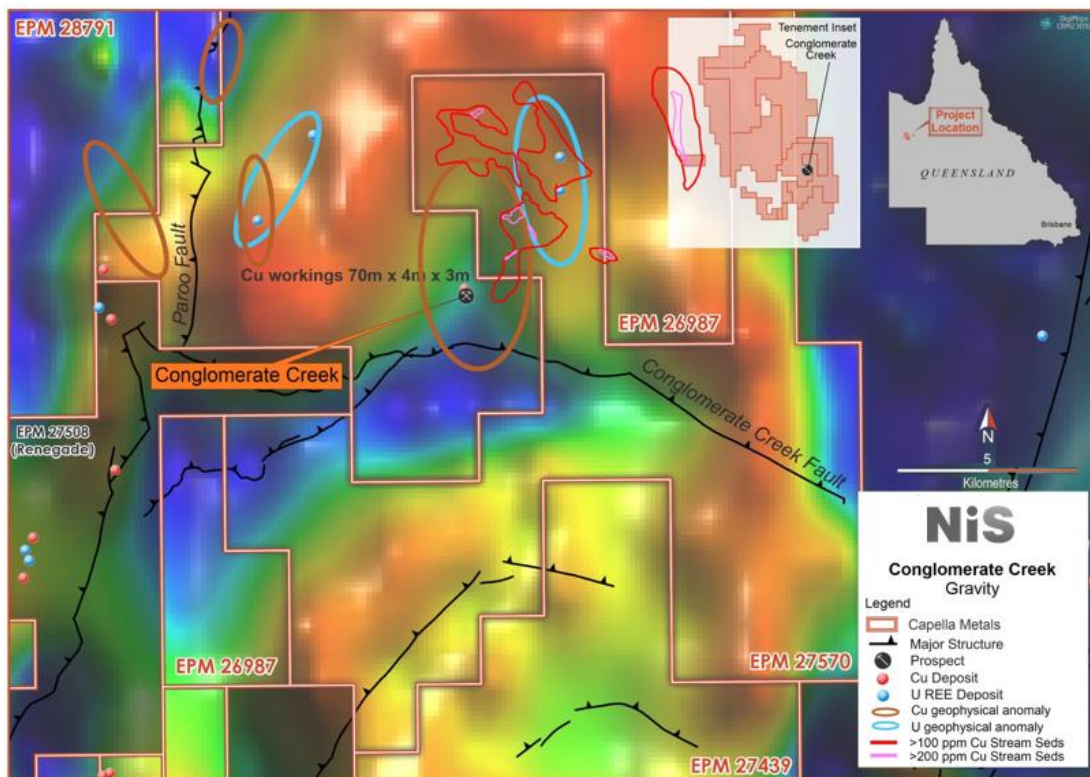 EPM 28791
Tenement Inset
Conglomerate
Creek
Project
Location
QUEENSLAND
Brisbane
Paroo Fault
Cu workings 70m x 4m x 3m
EPM 26987
Conglomerate Creek
Conglomerate Creek Fault
EPM 27508
(Renegade)
N
5
Kilometres
EPM 26987
EPM 27570
EPM 27439
NiS
Conglomerate Creek
Gravity
Legend
Capella Metals
Major Structure
Prospect
Cu Deposit
U REE Deposit
Cu geophysical anomaly
U geophysical anomaly
>100 ppm Cu Stream Seds
>200 ppm Cu Stream Seds